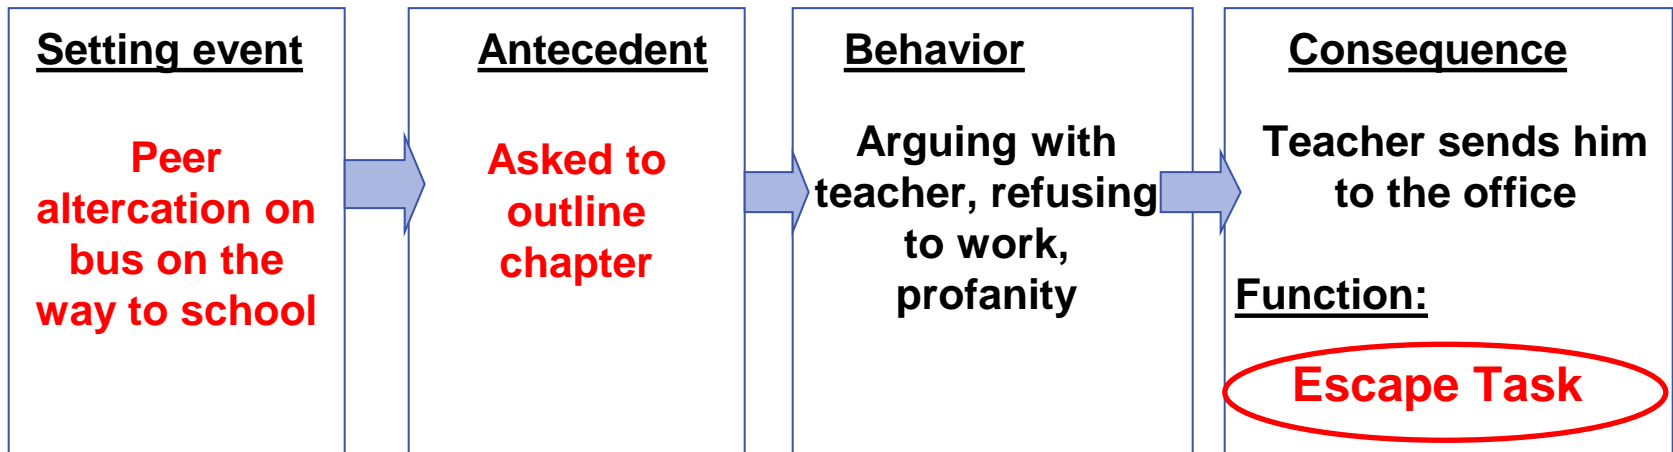 Setting event
Peer
altercation on
bus on the
way to school
Antecedent
Asked to
outline
chapter
Behavior
Arguing with
teacher, refusing
to work,
profanity
Consequence
Teacher sends him
to the office
Function:
Escape Task